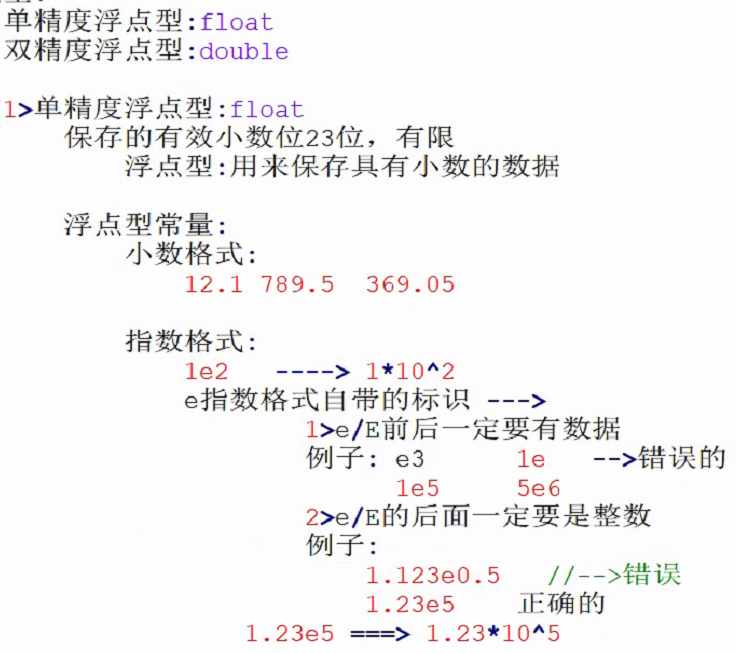 单精度浮点型:float
双精度浮点型:double
1>单精度浮点型:float
保存的有效小数位23位，有限
浮点型:用来保存具有小数的数据
浮点型常量:
小数格式:
12.1 789.5  369.05
指数格式:
1e2   ----> 1*10^2
e指数格式自带的标识 --->
1>e/E前后一定要有数据
例子: e3      1e   -->错误的
1e5     5e6
2>e/E的后面一定要是整数
例子:
1.123e0.5   //-->错误
1.23e5    正确的
1.23e5 ===> 1.23*10^5